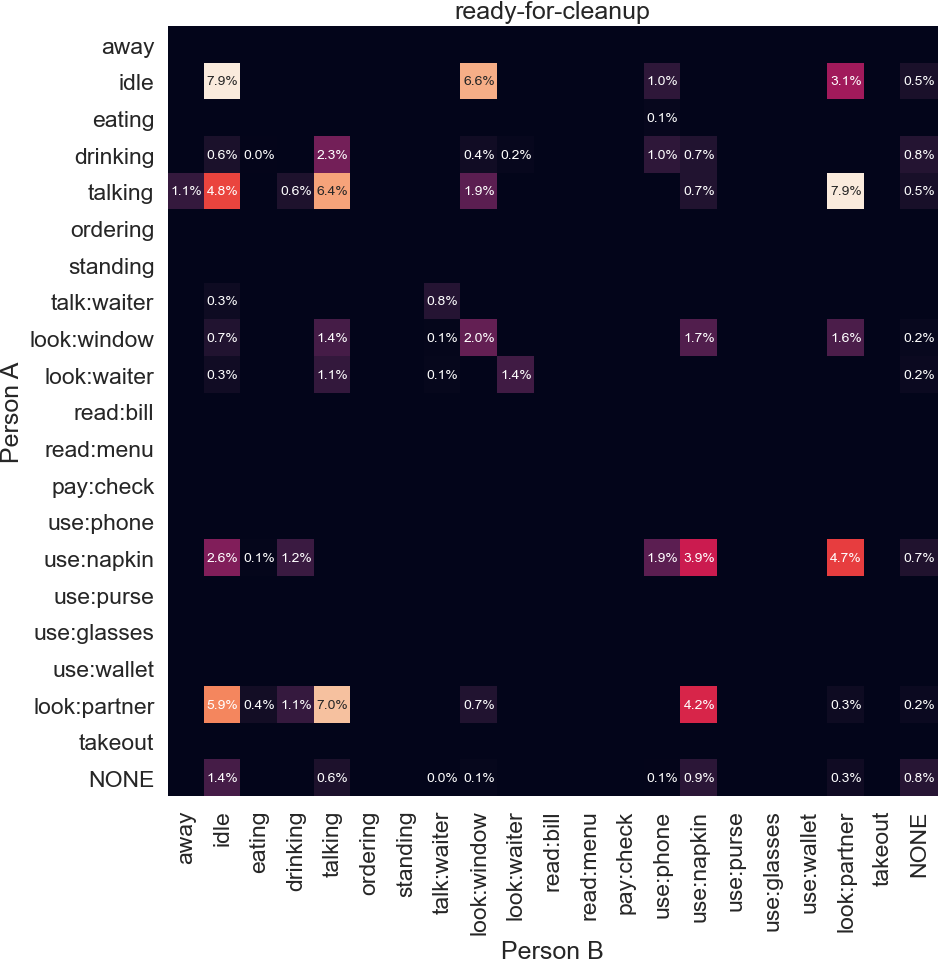 ready-for-cleanup
away
idle 7.9% 6.6% 1.0% 3.1% 0.5%
eating 0.1%
drinking 0.6% 0.0% 2.3% 0.4% 0.2% 1.0% 0.7% 0.8%
talking 1.1% 4.8% 0.6% 6.4% 1.9% 0.7% 7.9% 0.5%
ordering
standing
talk:waiter 0.3% 0.8%
look:window 0.7% 1.4% 0.1% 2.0% 1.7% 1.6% 0.2%
look:waiter 0.3% 1.1% 0.1% 1.4% 0.2%
read:bill
read:menu
pay:check
use:phone
use:napkin 2.6% 0.1% 1.2% 1.9% 3.9% 4.7% 0.7%
use:purse
use:glasses
use:wallet
look:partner 5.9% 0.4% 1.1% 7.0% 0.7% 4.2% 0.3% 0.2%
takeout
NONE 1.4% 0.6% 0.0% 0.1% 0.1% 0.9% 0.3% 0.8%
Person A
away
idle
eating
drinking
talking
ordering
standing
talk:waiter
look:window
look:waiter
read:bill
read:menu
pay:check
use:phone
use:napkin
use:purse
use:glasses
use:wallet
look:partner
takeout
NONE
Person B